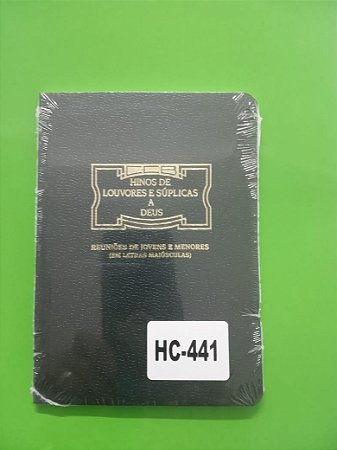 HINOS DE
LOUVORES E SÚPLICAS
A
DEUS
REUNIÕES DE JOVENS E MENORES
(EM LETRAS MAIÚSCULAS)
HC-441